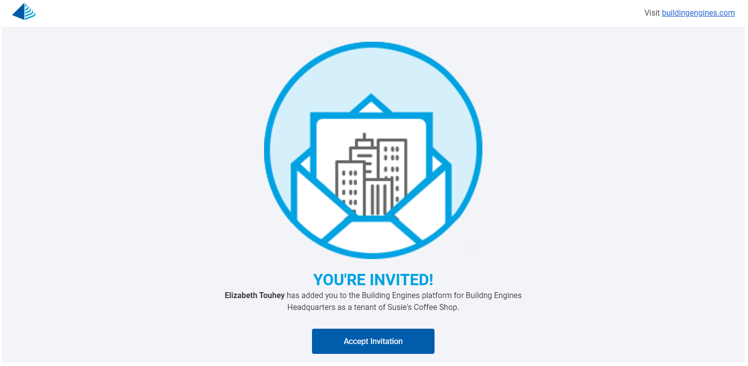 Visit buildingengines.com
YOU'RE INVITED!
Elizabeth Touhey has added you to the Building Engines platform for Buildng Engines
Headquarters as a tenant of Susie's Coffee Shop.
Accept Invitation